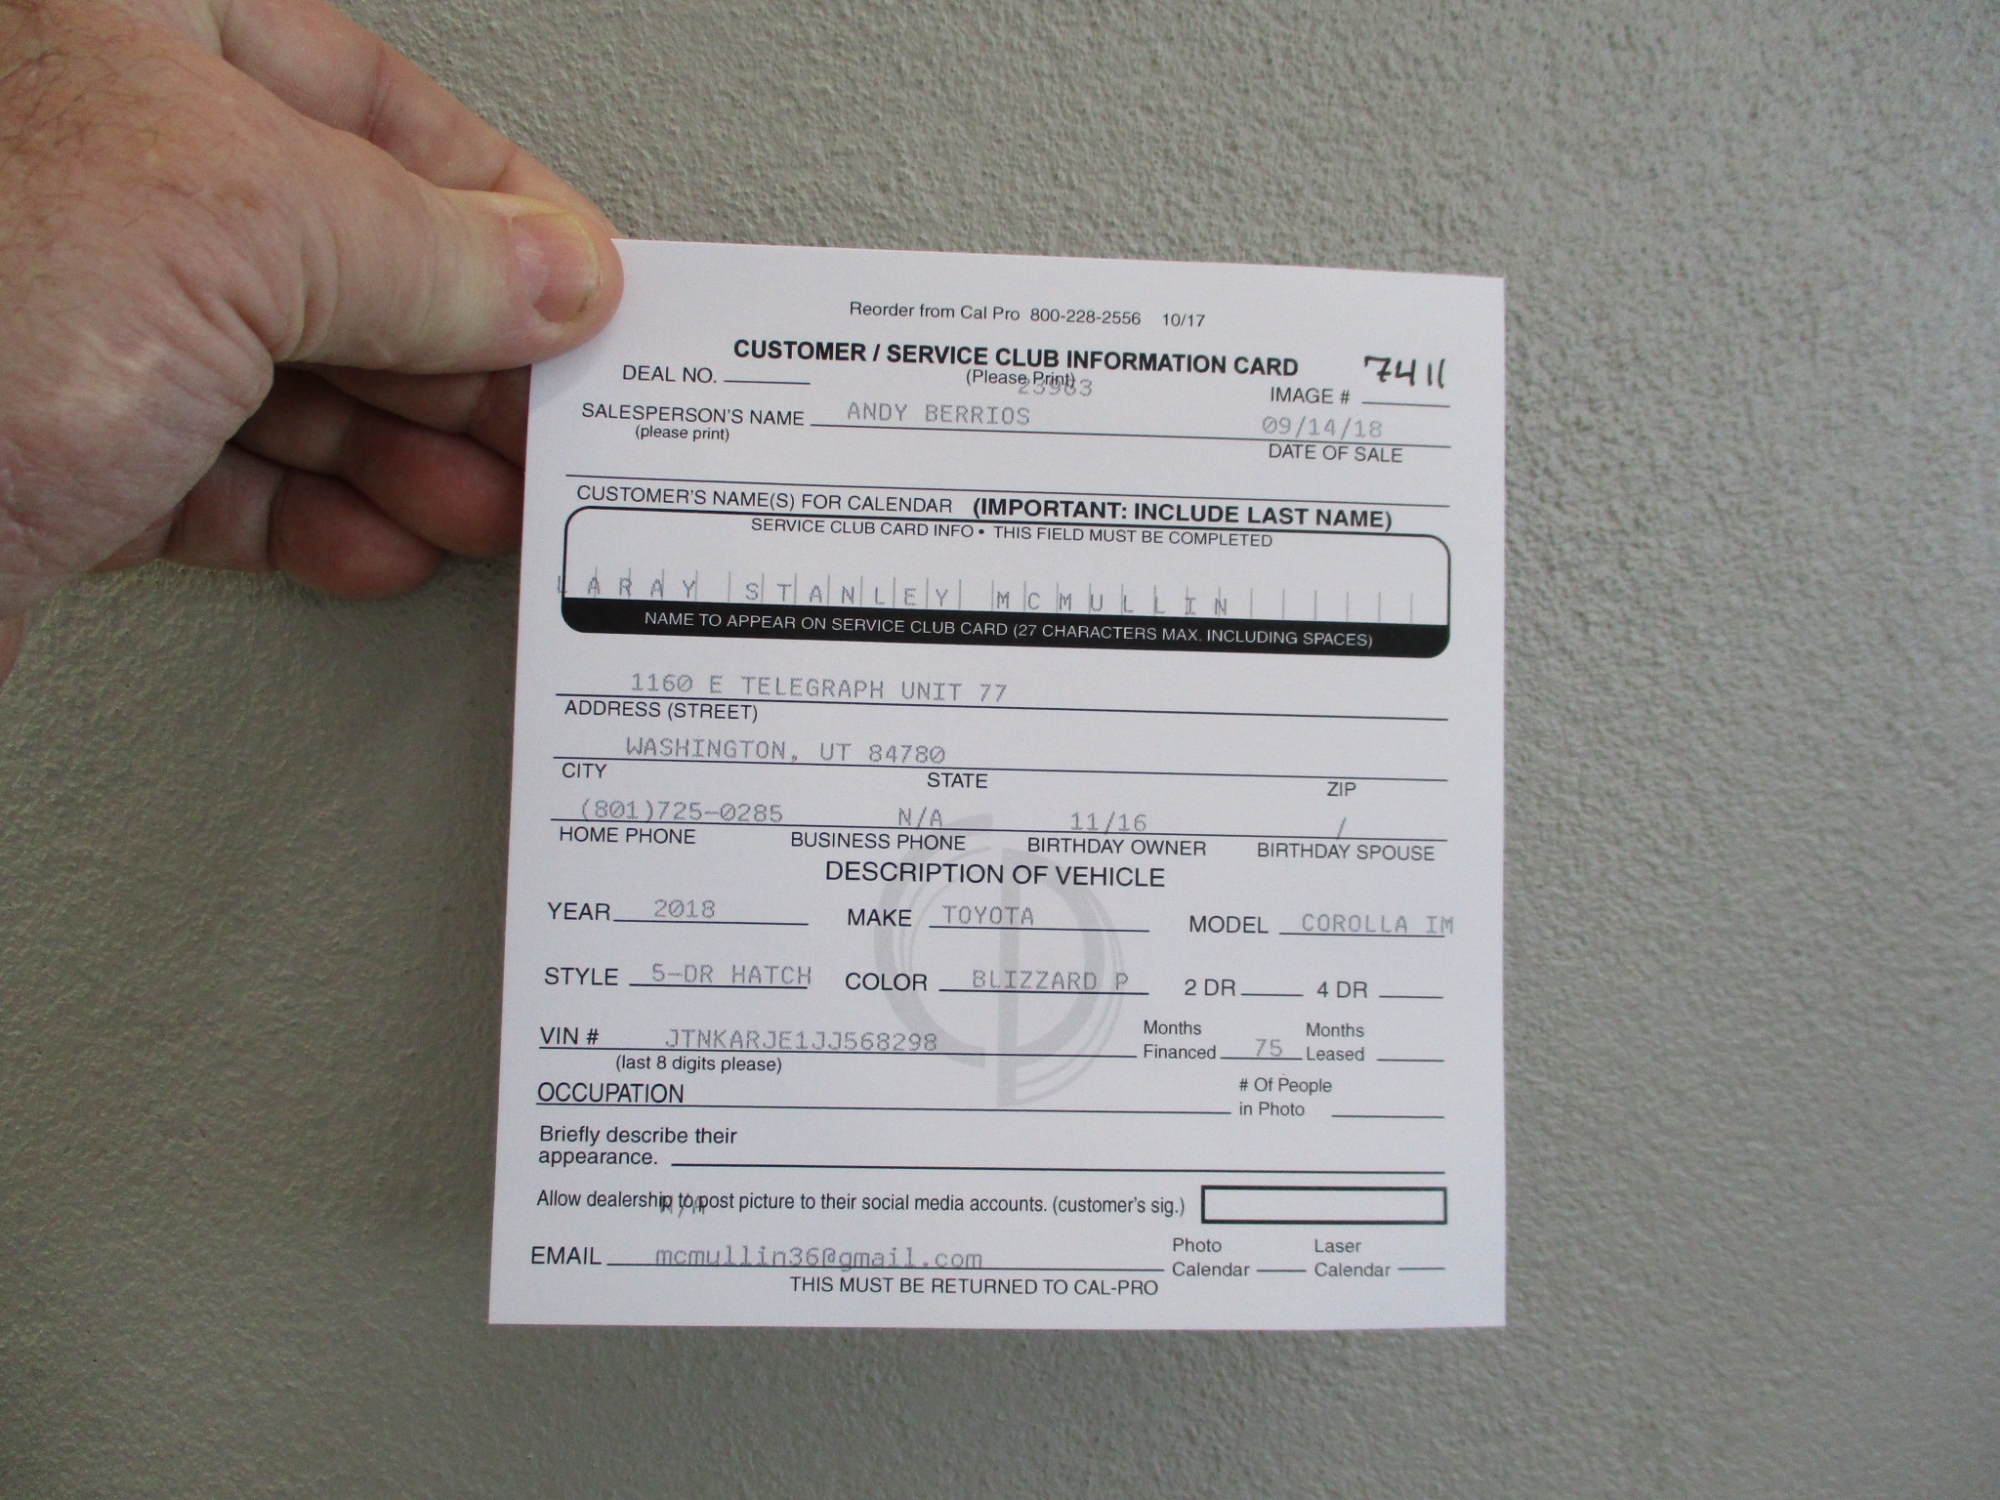 Reorder from Cal Pro 800-228-2556 10/17
CUSTOMER / SERVICE CLUB INFORMATION CARD 7411
DEAL NO. (Please Print) 23983 IMAGE #
SALESPERSON'S NAME ANDY BERRIOS 09/14/18
(please print) DATE OF SALE
CUSTOMER'S NAME(S) FOR CALENDAR (IMPORTANT: INCLUDE LAST NAME)
SERVICE CLUB CARD INFO • THIS FIELD MUST BE COMPLETED
LARAY STANLEY MCMULLIN
NAME TO APPEAR ON SERVICE CLUB CARD (27 CHARACTERS MAX. INCLUDING SPACES)
1160 E TELEGRAPH UNIT 77
ADDRESS (STREET)
WASHINGTON, UT 84780
CITY STATE ZIP
(801)725-0285 N/A 11/16 /
HOME PHONE BUSINESS PHONE BIRTHDAY OWNER BIRTHDAY SPOUSE
DESCRIPTION OF VEHICLE
YEAR 2018 MAKE TOYOTA MODEL COROLLA IM
STYLE 5-DR HATCH COLOR BLIZZARD P 2 DR 4 DR
VIN # JTNKARJE1JJ568298 Months Financed 75 Months Leased
(last 8 digits please)
OCCUPATION # Of People in Photo
Briefly describe their
appearance.
Allow dealership to post picture to their social media accounts. (customer's sig.)
N/A
EMAIL mcmullin36@gmail.com Photo Calendar Laser Calendar
THIS MUST BE RETURNED TO CAL-PRO